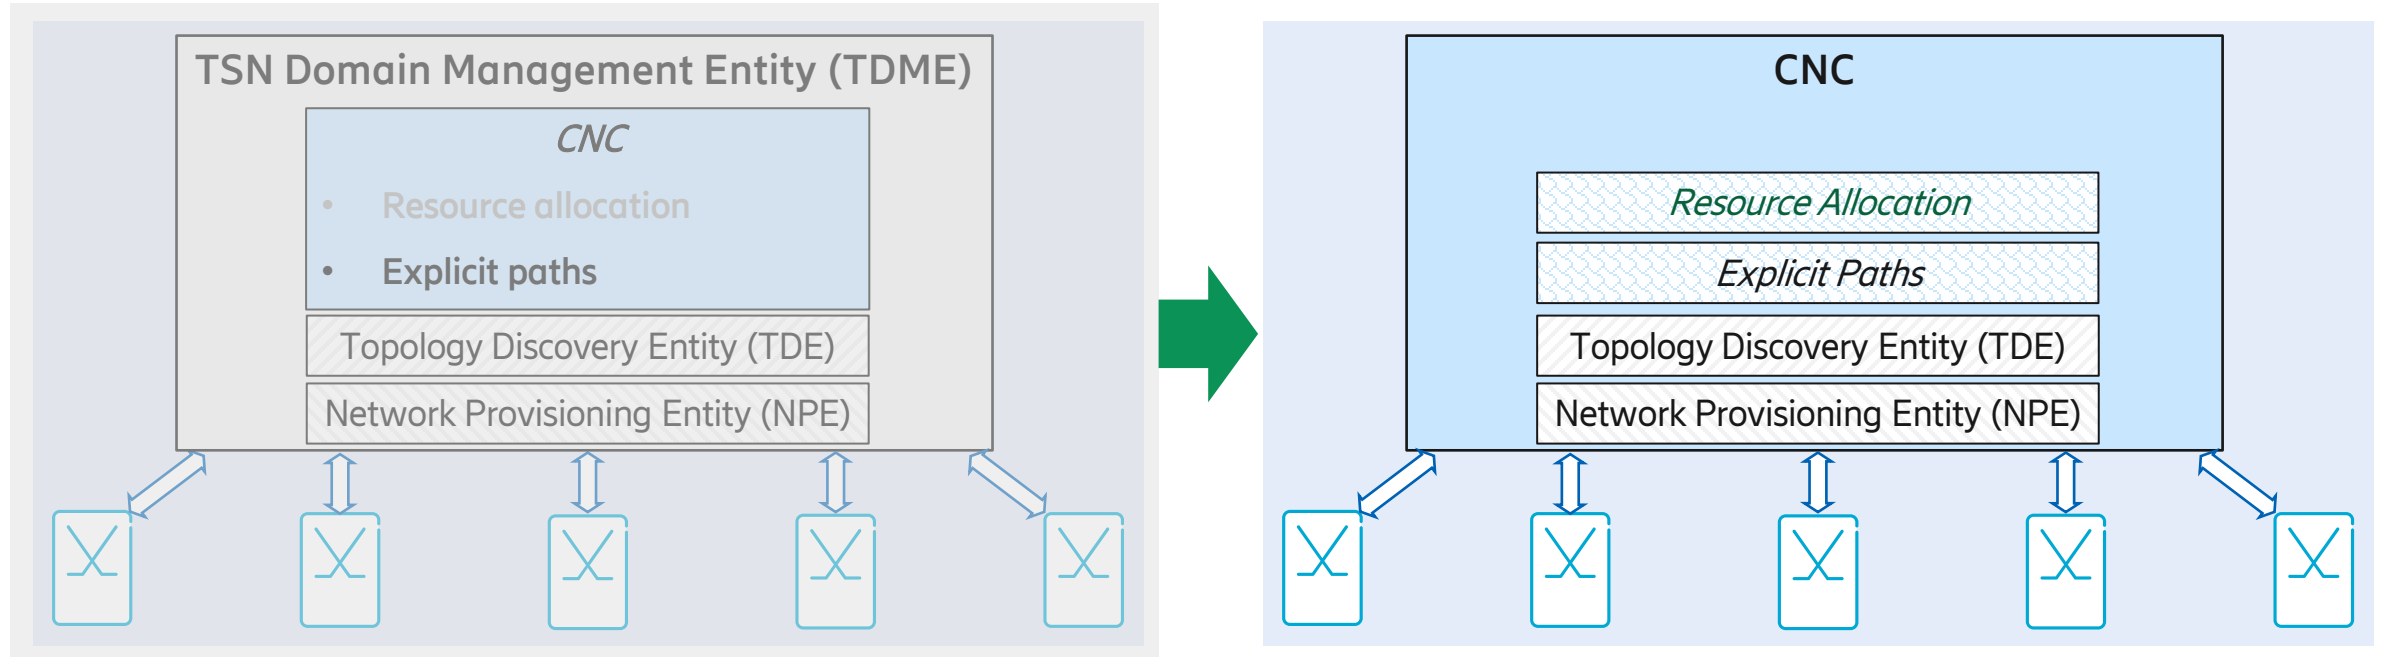 TSN Domain Management Entity (TDME)
CNC
• Resource allocation
• Explicit paths
Topology Discovery Entity (TDE)
Network Provisioning Entity (NPE)
CNC
Resource Allocation
Explicit Paths
Topology Discovery Entity (TDE)
Network Provisioning Entity (NPE)